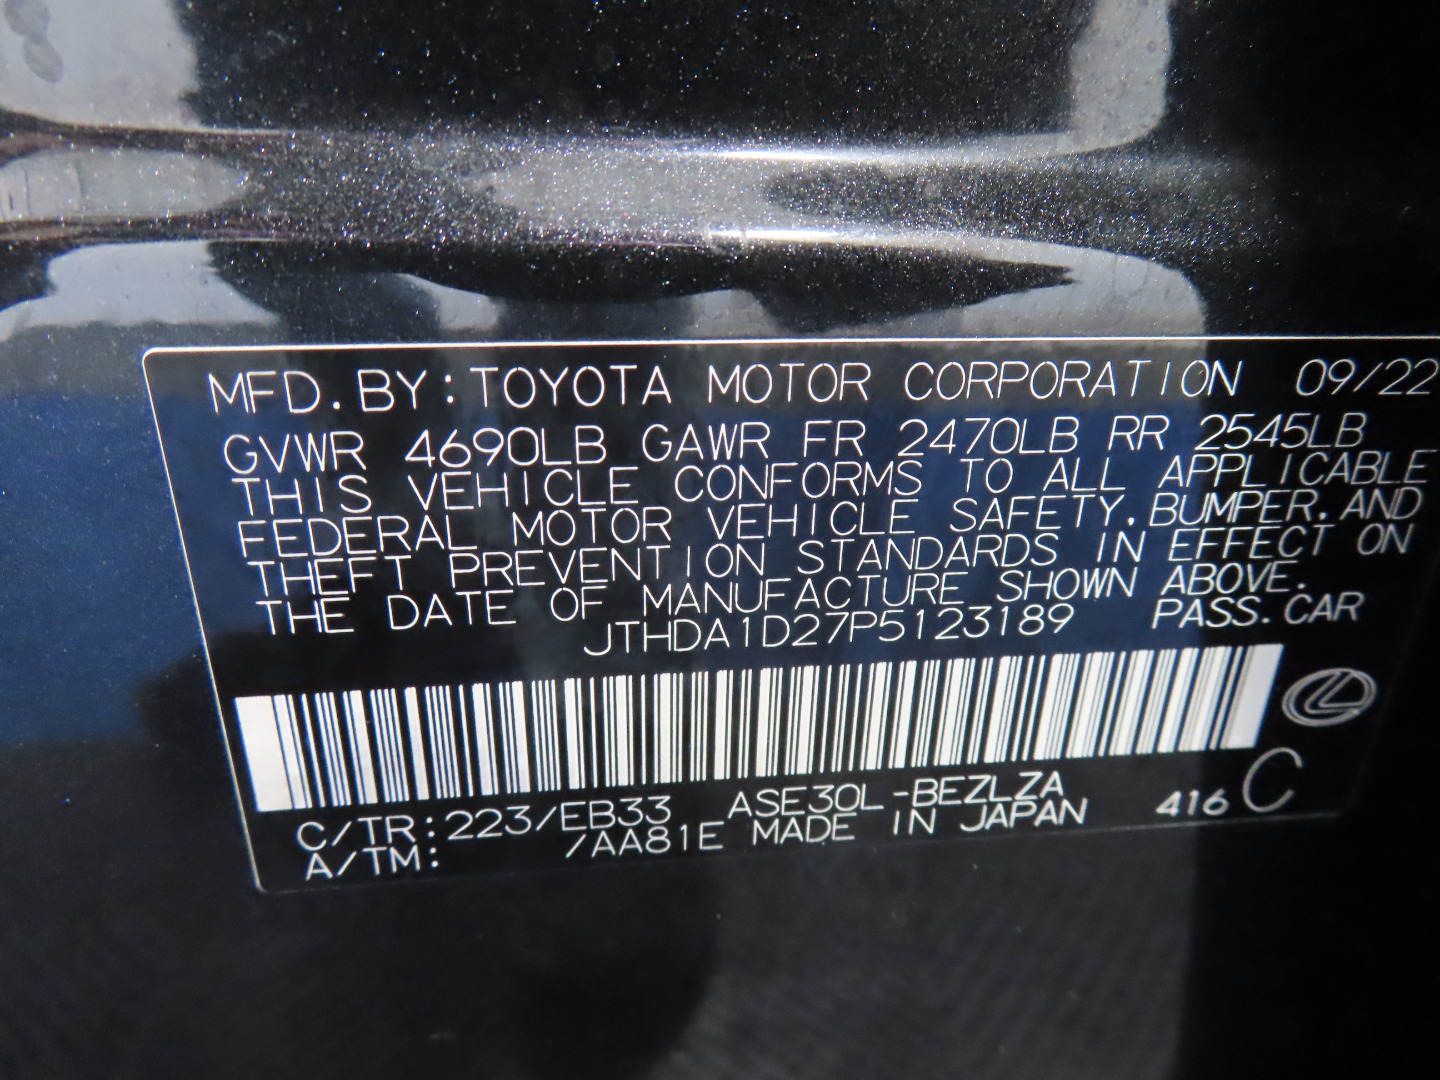 MFD. BY: TOYOTA MOTOR CORPORATION 09/22
GVWR 4690LB GAWR FR 2470LB RR 2545LB
THIS VEHICLE CONFORMS TO ALL APPLICABLE
FEDERAL MOTOR VEHICLE SAFETY, BUMPER, AND
THEFT PREVENTION STANDARDS IN EFFECT ON
THE DATE OF MANUFACTURE SHOWN ABOVE.
JTHDA1D27P5123189 PASS. CAR
C/TR: 223/EB33 ASE30L-BEZLZA 416 C
A/TM: /AA81E MADE IN JAPAN